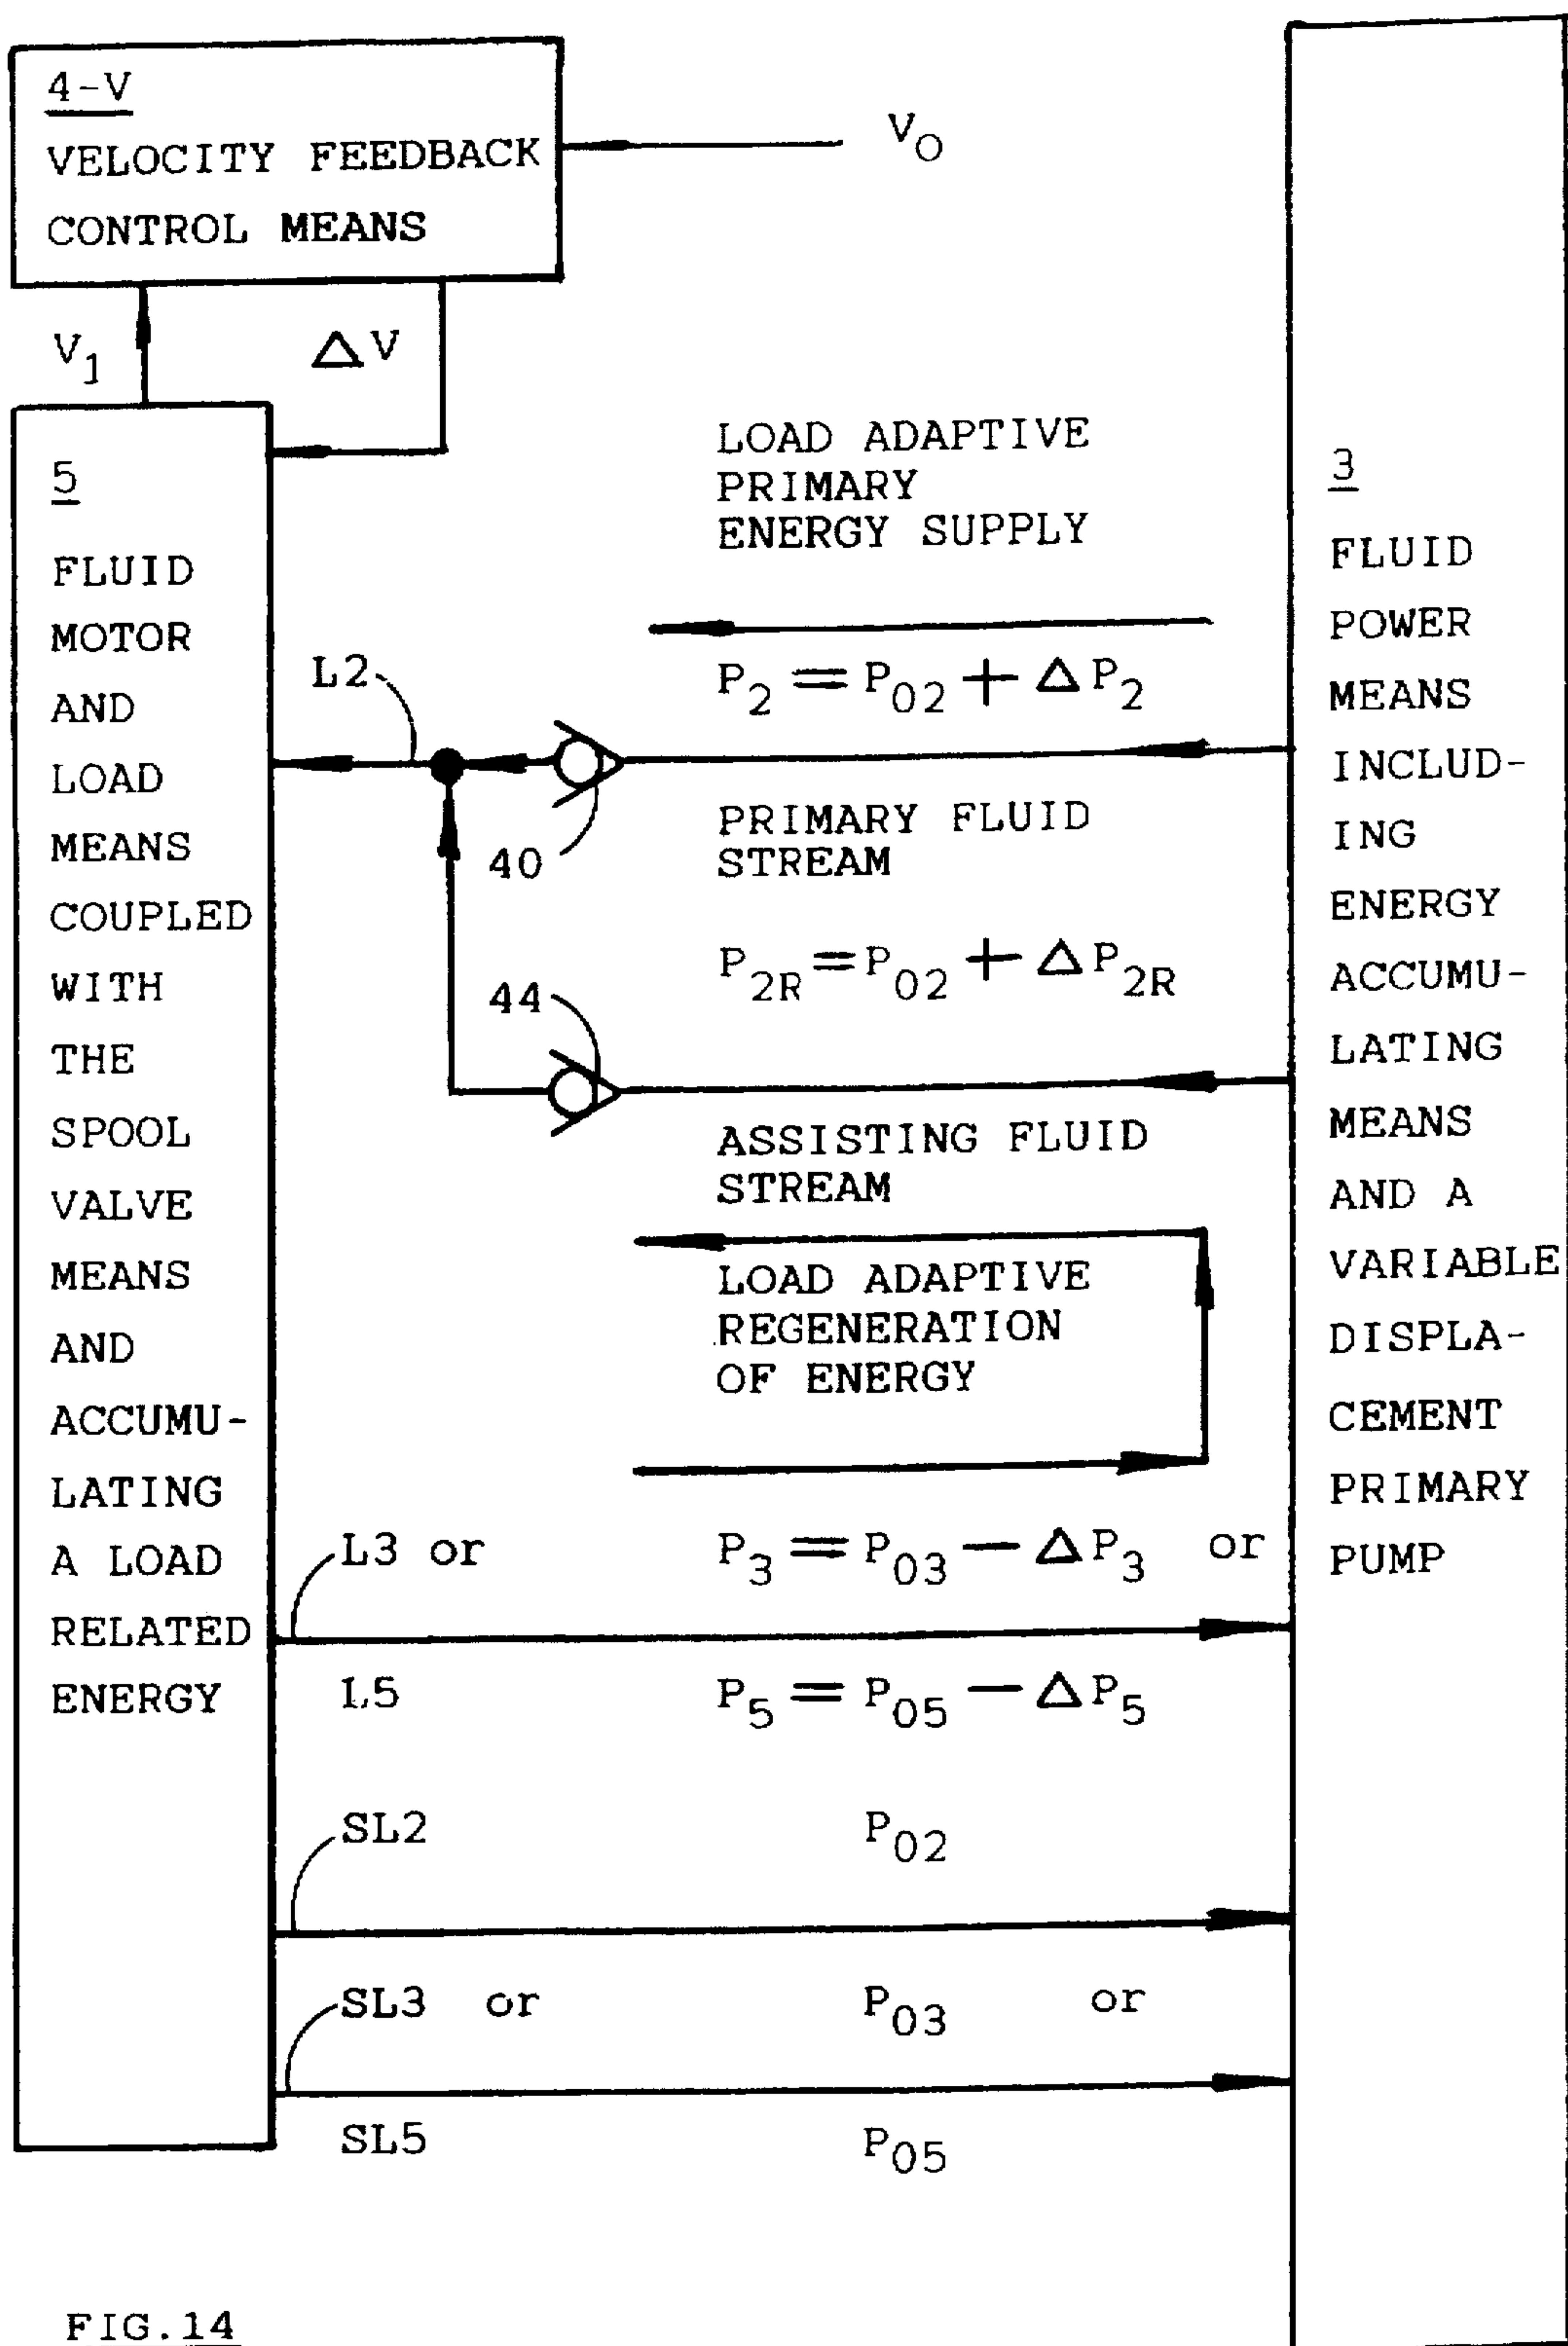 4-V
VELOCITY FEEDBACK
CONTROL MEANS
V₀
V₁
ΔV
5
FLUID
MOTOR
AND
LOAD
MEANS
COUPLED
WITH
THE
SPOOL
VALVE
MEANS
AND
ACCUMU-
LATING
A LOAD
RELATED
ENERGY
LOAD ADAPTIVE
PRIMARY
ENERGY SUPPLY
L2
P₂ = P₀₂ + ΔP₂
40
PRIMARY FLUID
STREAM
P₂R = P₀₂ + ΔP₂R
44
ASSISTING FLUID
STREAM
LOAD ADAPTIVE
REGENERATION
OF ENERGY
L3 or
P₃ = P₀₃ − ΔP₃ or
L5
P₅ = P₀₅ − ΔP₅
SL2
P₀₂
SL3 or
P₀₃ or
SL5
P₀₅
3
FLUID
POWER
MEANS
INCLUD-
ING
ENERGY
ACCUMU-
LATING
MEANS
AND A
VARIABLE
DISPLA-
CEMENT
PRIMARY
PUMP
FIG.14